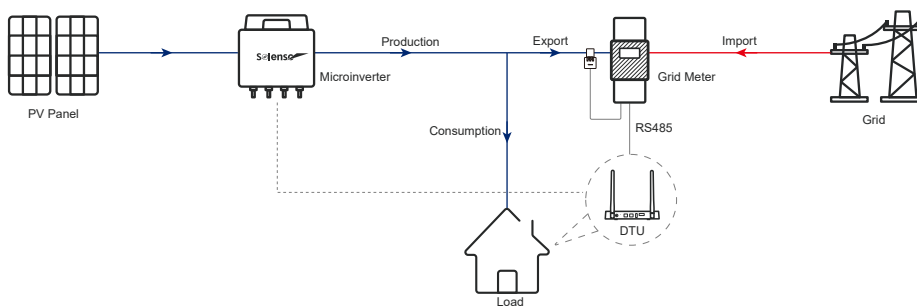 Production
Export
Import
Solenso
Microinverter
Grid Meter
PV Panel
Grid
Consumption
RS485
DTU
Load